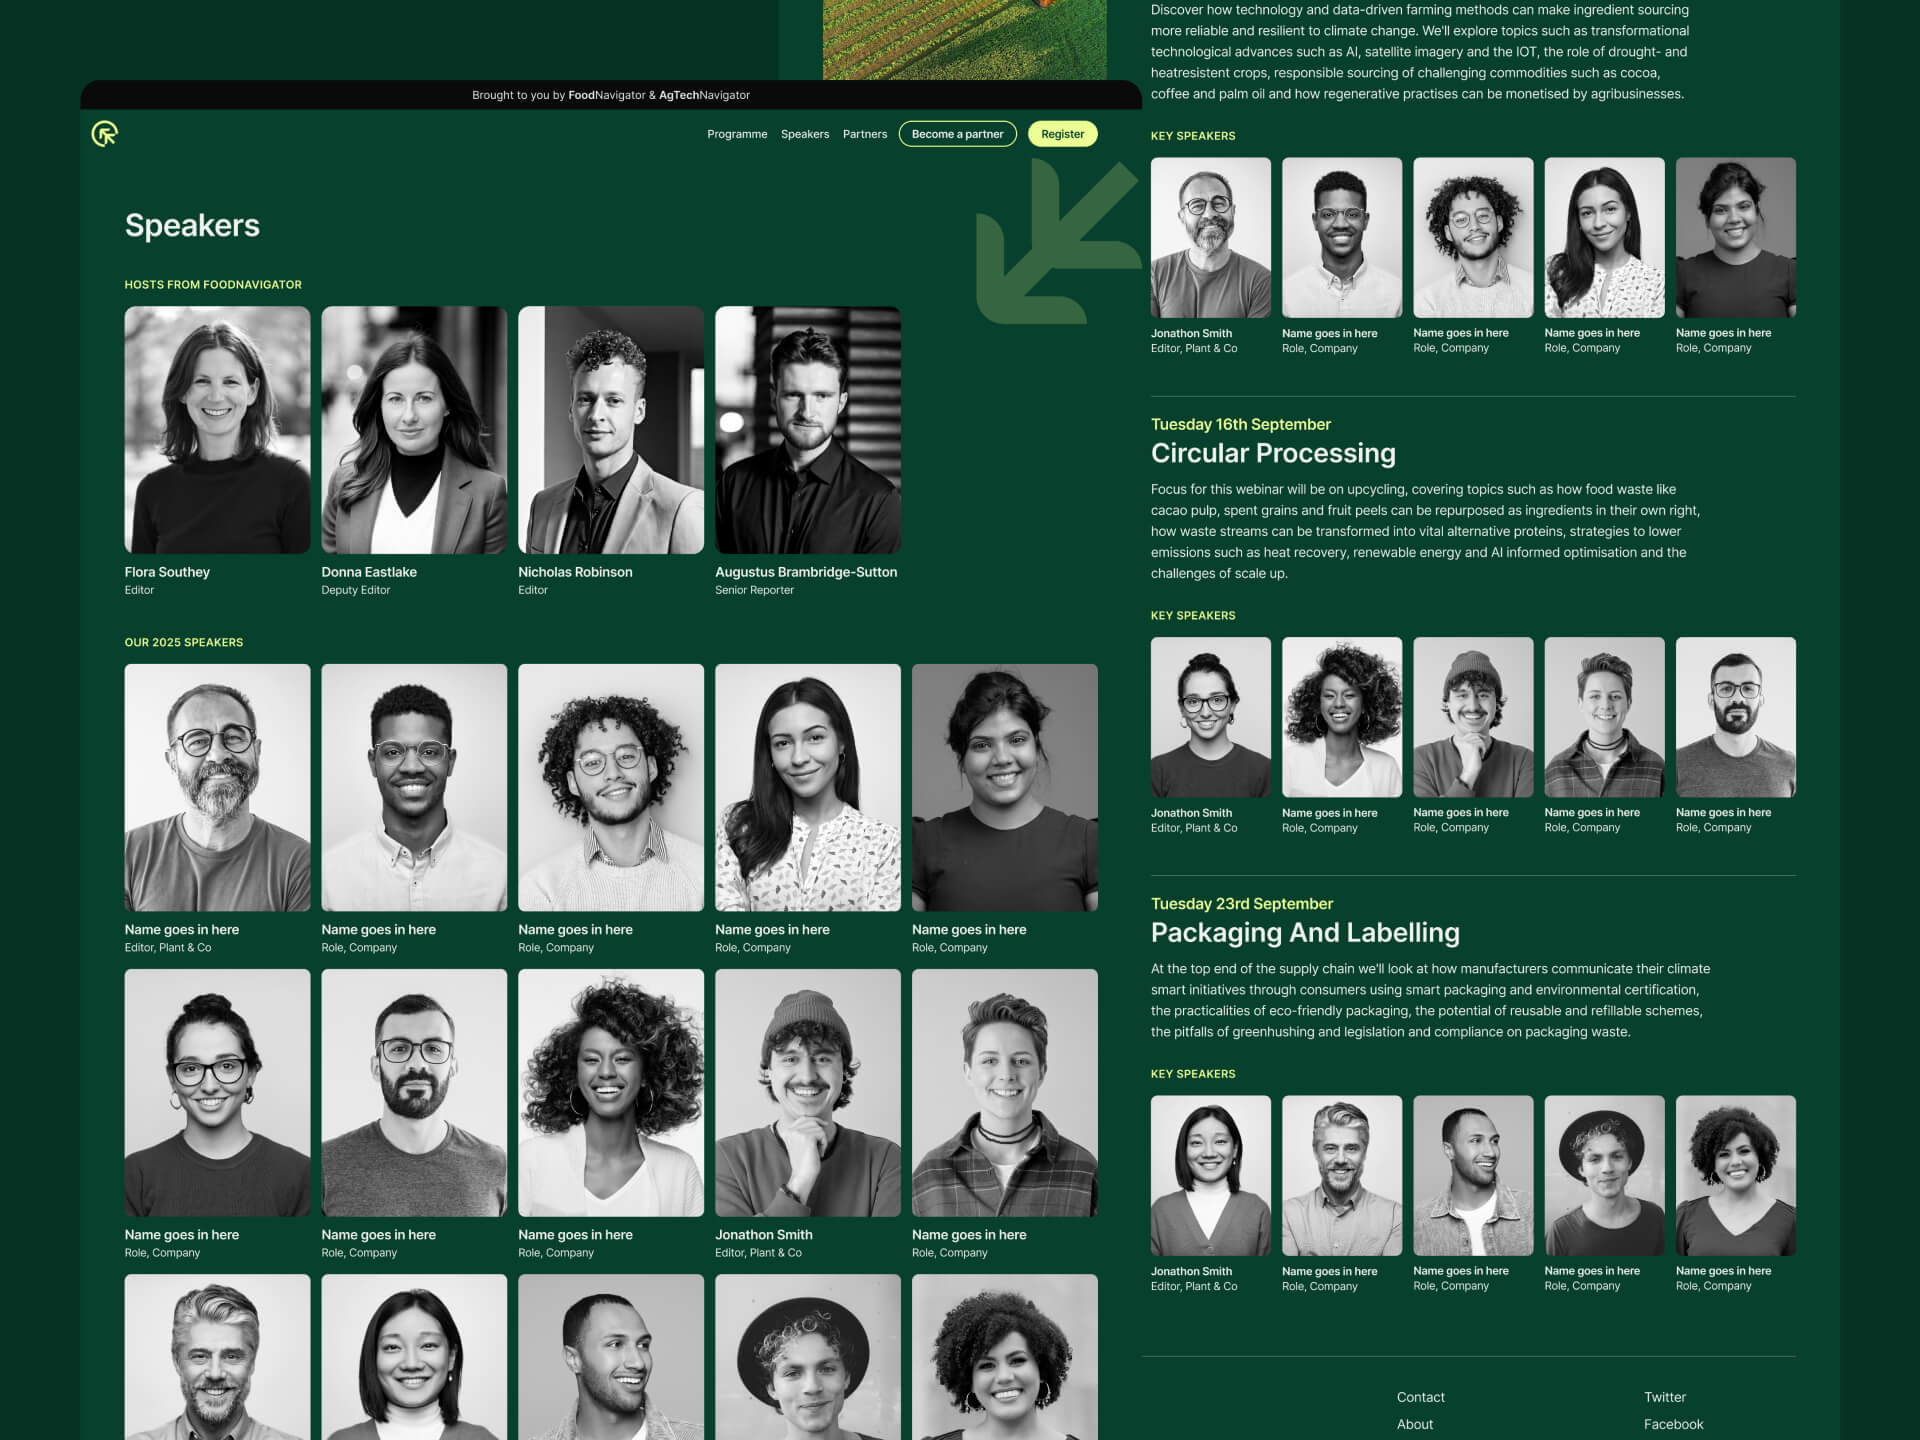 Brought to you by FoodNavigator & AgTechNavigator
Programme
Speakers
Partners
Become a partner
Register
Speakers
HOSTS FROM FOODNAVIGATOR
Flora Southey
Editor
Donna Eastlake
Deputy Editor
Nicholas Robinson
Editor
Augustus Brambridge-Sutton
Senior Reporter
OUR 2025 SPEAKERS
Name goes in here
Editor, Plant & Co
Name goes in here
Role, Company
Name goes in here
Role, Company
Name goes in here
Role, Company
Name goes in here
Role, Company
Name goes in here
Role, Company
Name goes in here
Role, Company
Name goes in here
Role, Company
Jonathon Smith
Editor, Plant & Co
Name goes in here
Role, Company
Discover how technology and data-driven farming methods can make ingredient sourcing
more reliable and resilient to climate change. We'll explore topics such as transformational
technological advances such as AI, satellite imagery and the IOT, the role of drought- and
heatresistent crops, responsible sourcing of challenging commodities such as cocoa,
coffee and palm oil and how regenerative practises can be monetised by agribusinesses.
KEY SPEAKERS
Jonathon Smith
Editor, Plant & Co
Name goes in here
Role, Company
Name goes in here
Role, Company
Name goes in here
Role, Company
Name goes in here
Role, Company
Tuesday 16th September
Circular Processing
Focus for this webinar will be on upcycling, covering topics such as how food waste like
cacao pulp, spent grains and fruit peels can be repurposed as ingredients in their own right,
how waste streams can be transformed into vital alternative proteins, strategies to lower
emissions such as heat recovery, renewable energy and AI informed optimisation and the
challenges of scale up.
KEY SPEAKERS
Jonathon Smith
Editor, Plant & Co
Name goes in here
Role, Company
Name goes in here
Role, Company
Name goes in here
Role, Company
Name goes in here
Role, Company
Tuesday 23rd September
Packaging And Labelling
At the top end of the supply chain we'll look at how manufacturers communicate their climate
smart initiatives through consumers using smart packaging and environmental certification,
the practicalities of eco-friendly packaging, the potential of reusable and refillable schemes,
the pitfalls of greenhushing and legislation and compliance on packaging waste.
KEY SPEAKERS
Jonathon Smith
Editor, Plant & Co
Name goes in here
Role, Company
Name goes in here
Role, Company
Name goes in here
Role, Company
Name goes in here
Role, Company
Contact
Twitter
About
Facebook